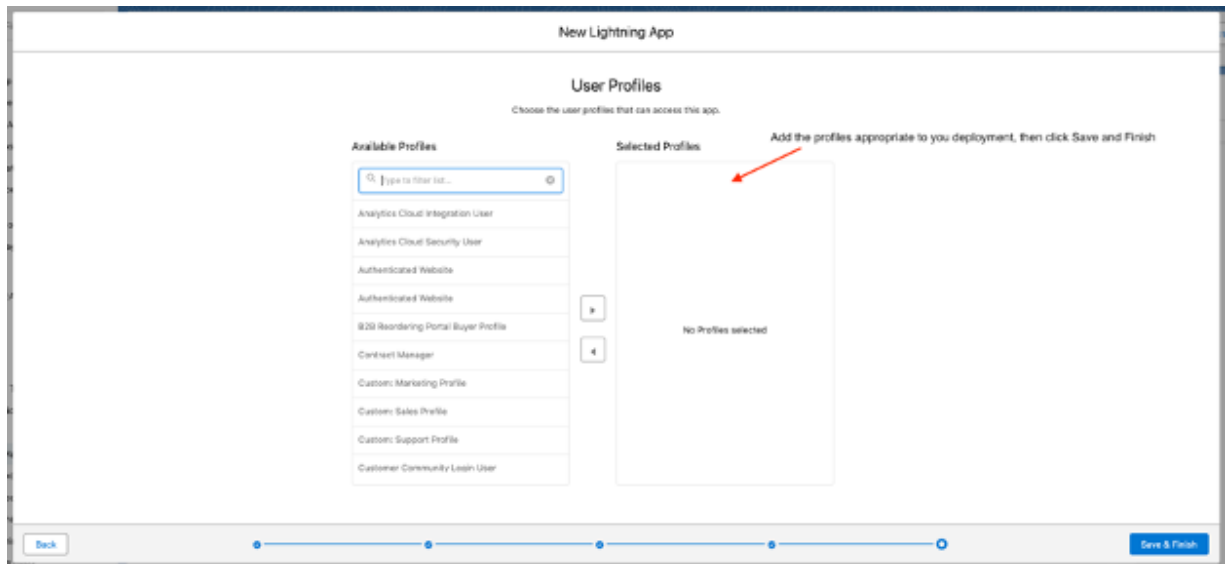 New Lightning App
User Profiles
Choose the user profiles that can access this app.
Add the profiles appropriate to you deployment, then click Save and Finish
Available Profiles
Selected Profiles
Type to filter list...
Analytics Cloud Integration User
Analytics Cloud Security User
Authenticated Website
Authenticated Website
B2B Reordering Portal Buyer Profile
Contract Manager
Custom: Marketing Profile
Custom: Sales Profile
Custom: Support Profile
Customer Community Login User
No Profiles selected
Back
Save & Finish